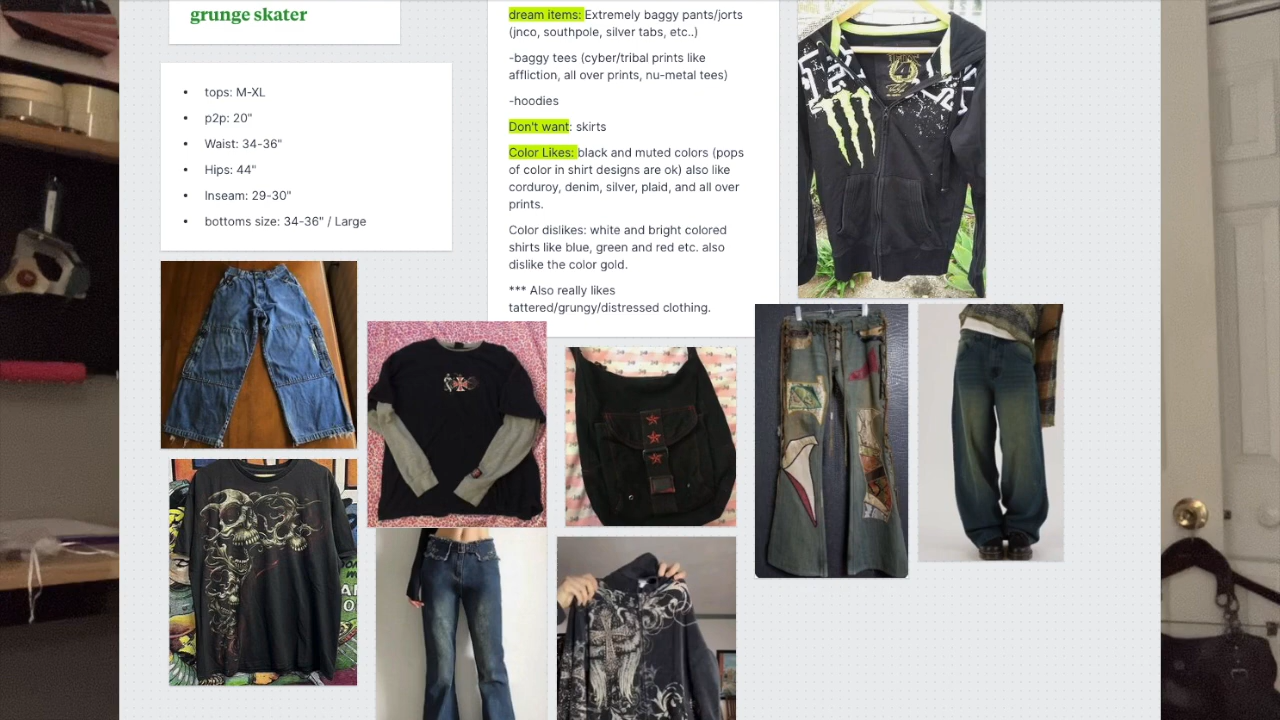 grunge skater
• tops: M-XL
• p2p: 20"
• Waist: 34-36"
• Hips: 44"
• Inseam: 29-30"
• bottoms size: 34-36" / Large
dream items: Extremely baggy pants/jorts
(jnco, southpole, silver tabs, etc..)
-baggy tees (cyber/tribal prints like
affliction, all over prints, nu-metal tees)
-hoodies
Don't want: skirts
Color Likes: black and muted colors (pops
of color in shirt designs are ok) also like
corduroy, denim, silver, plaid, and all over
prints.
Color dislikes: white and bright colored
shirts like blue, green and red etc. also
dislike the color gold.
*** Also really likes
tattered/grungy/distressed clothing.